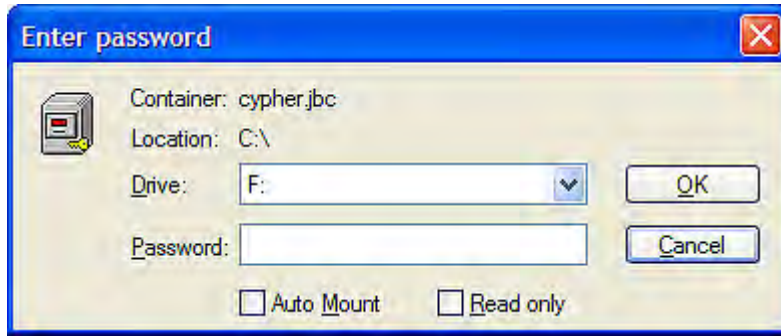 Enter password
Container: cypher.jbc
Location: C:\
Drive: F: OK
Password: Cancel
Auto Mount Read only